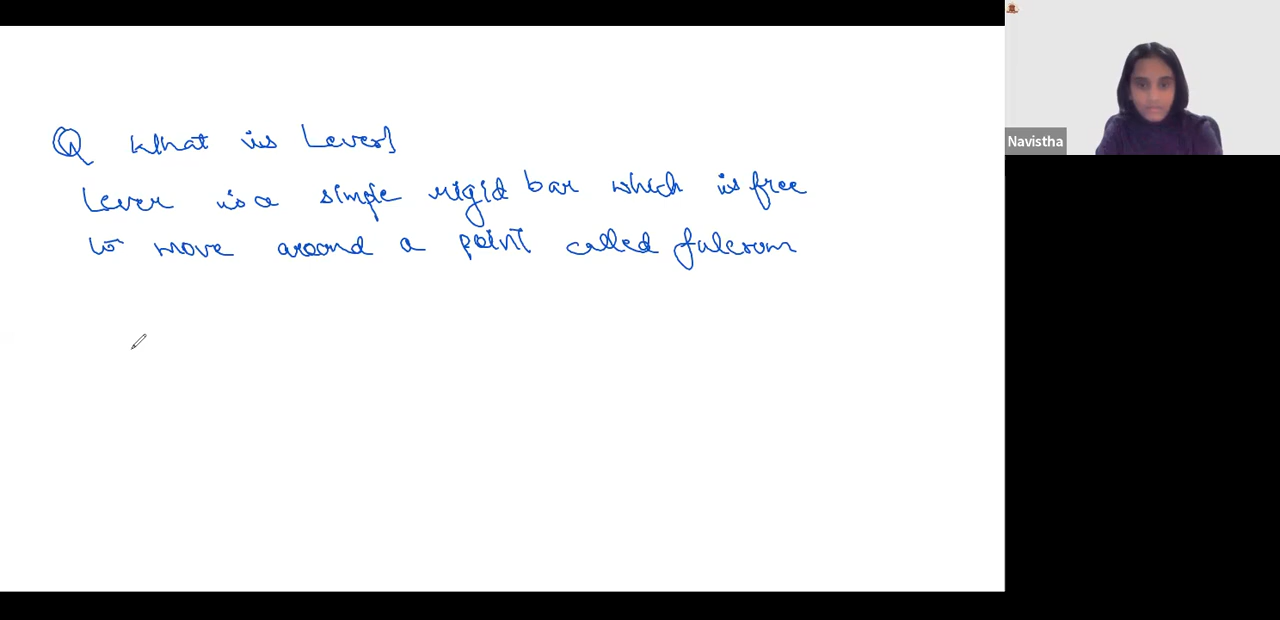 Q What is Lever?
Lever is a simple rigid bar which is free
to move around a point called fulcrum
Navistha